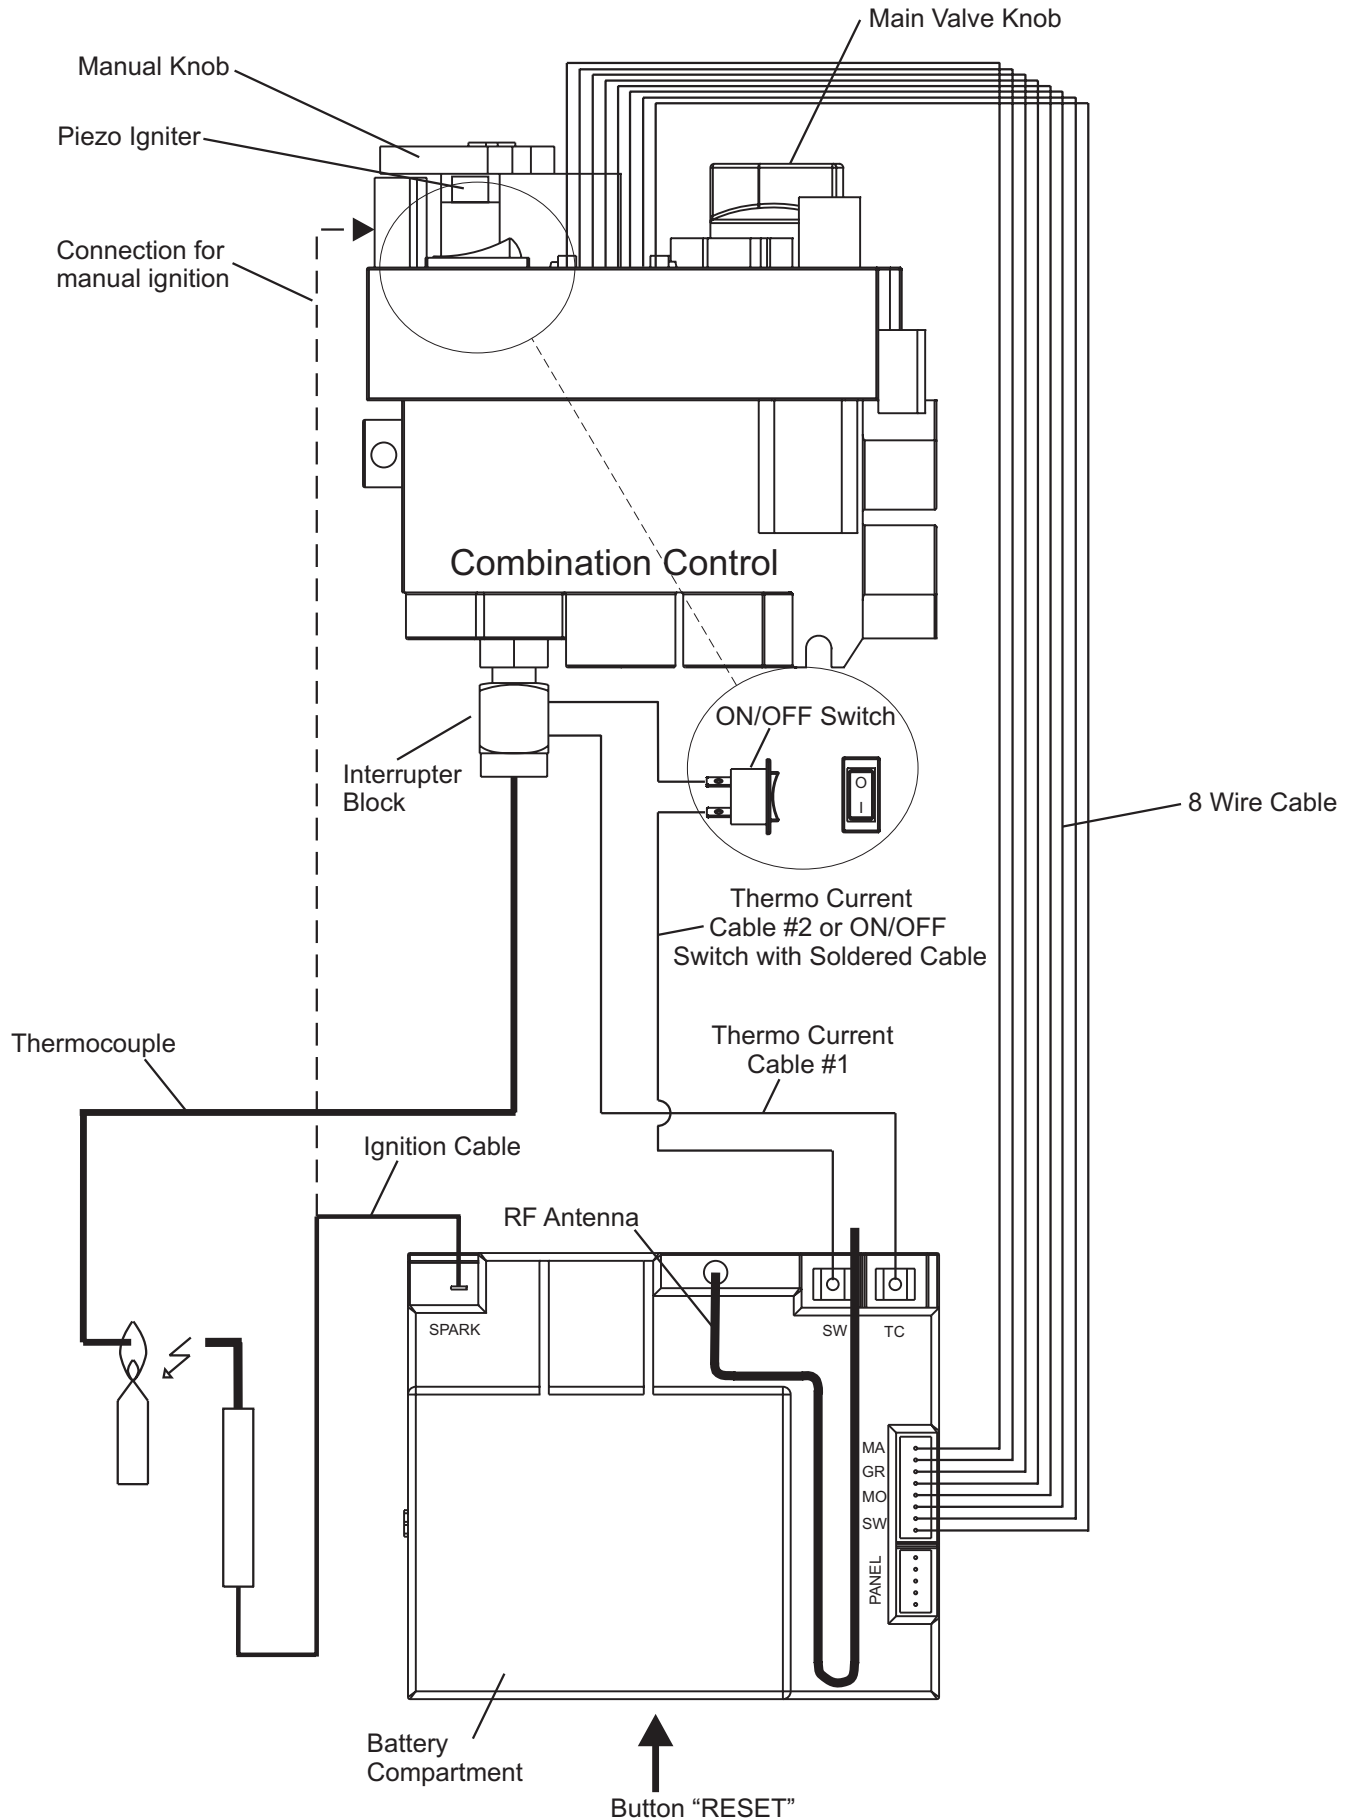 Main Valve Knob
Manual Knob
Piezo Igniter
Connection for
manual ignition
Combination Control
ON/OFF Switch
O
I
Interrupter
Block
8 Wire Cable
Thermo Current
Cable #2 or ON/OFF
Switch with Soldered Cable
Thermocouple
Thermo Current
Cable #1
Ignition Cable
RF Antenna
SPARK
SW
TC
MA
GR
MO
SW
PANEL
Battery
Compartment
Button “RESET”